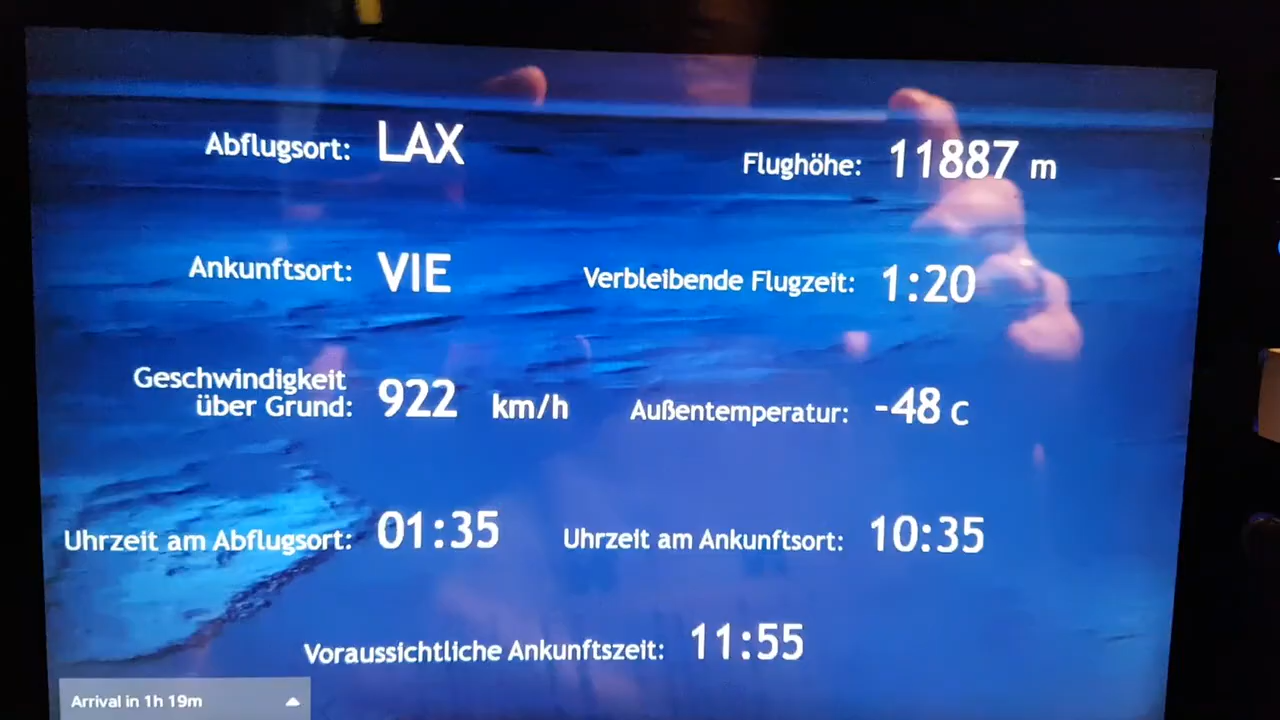 Abflugsort: LAX
Flughöhe: 11887 m
Ankunftsort: VIE
Verbleibende Flugzeit: 1:20
Geschwindigkeit
über Grund: 922 km/h
Außentemperatur: -48 C
Uhrzeit am Abflugsort: 01:35
Uhrzeit am Ankunftsort: 10:35
Voraussichtliche Ankunftszeit: 11:55
Arrival in 1h 19m